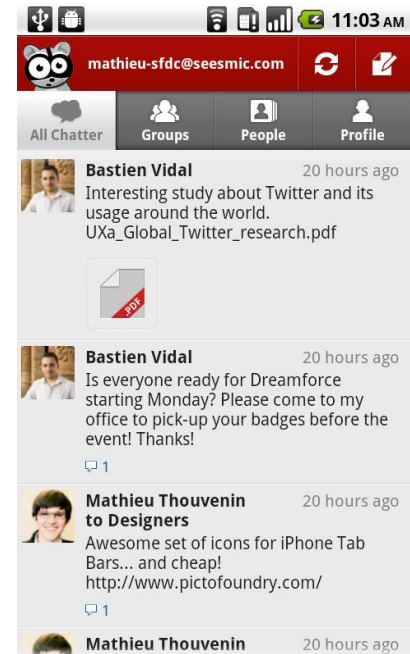 11:03 AM
mathieu-sfdc@seesmic.com
All Chatter
Groups
People
Profile
Bastien Vidal
20 hours ago
Interesting study about Twitter and its
usage around the world.
UXa_Global_Twitter_research.pdf
.PDF
Bastien Vidal
20 hours ago
Is everyone ready for Dreamforce
starting Monday? Please come to my
office to pick-up your badges before the
event! Thanks!
1
Mathieu Thouvenin
20 hours ago
to Designers
Awesome set of icons for iPhone Tab
Bars... and cheap!
http://www.pictofoundry.com/
1
Mathieu Thouvenin
20 hours ago